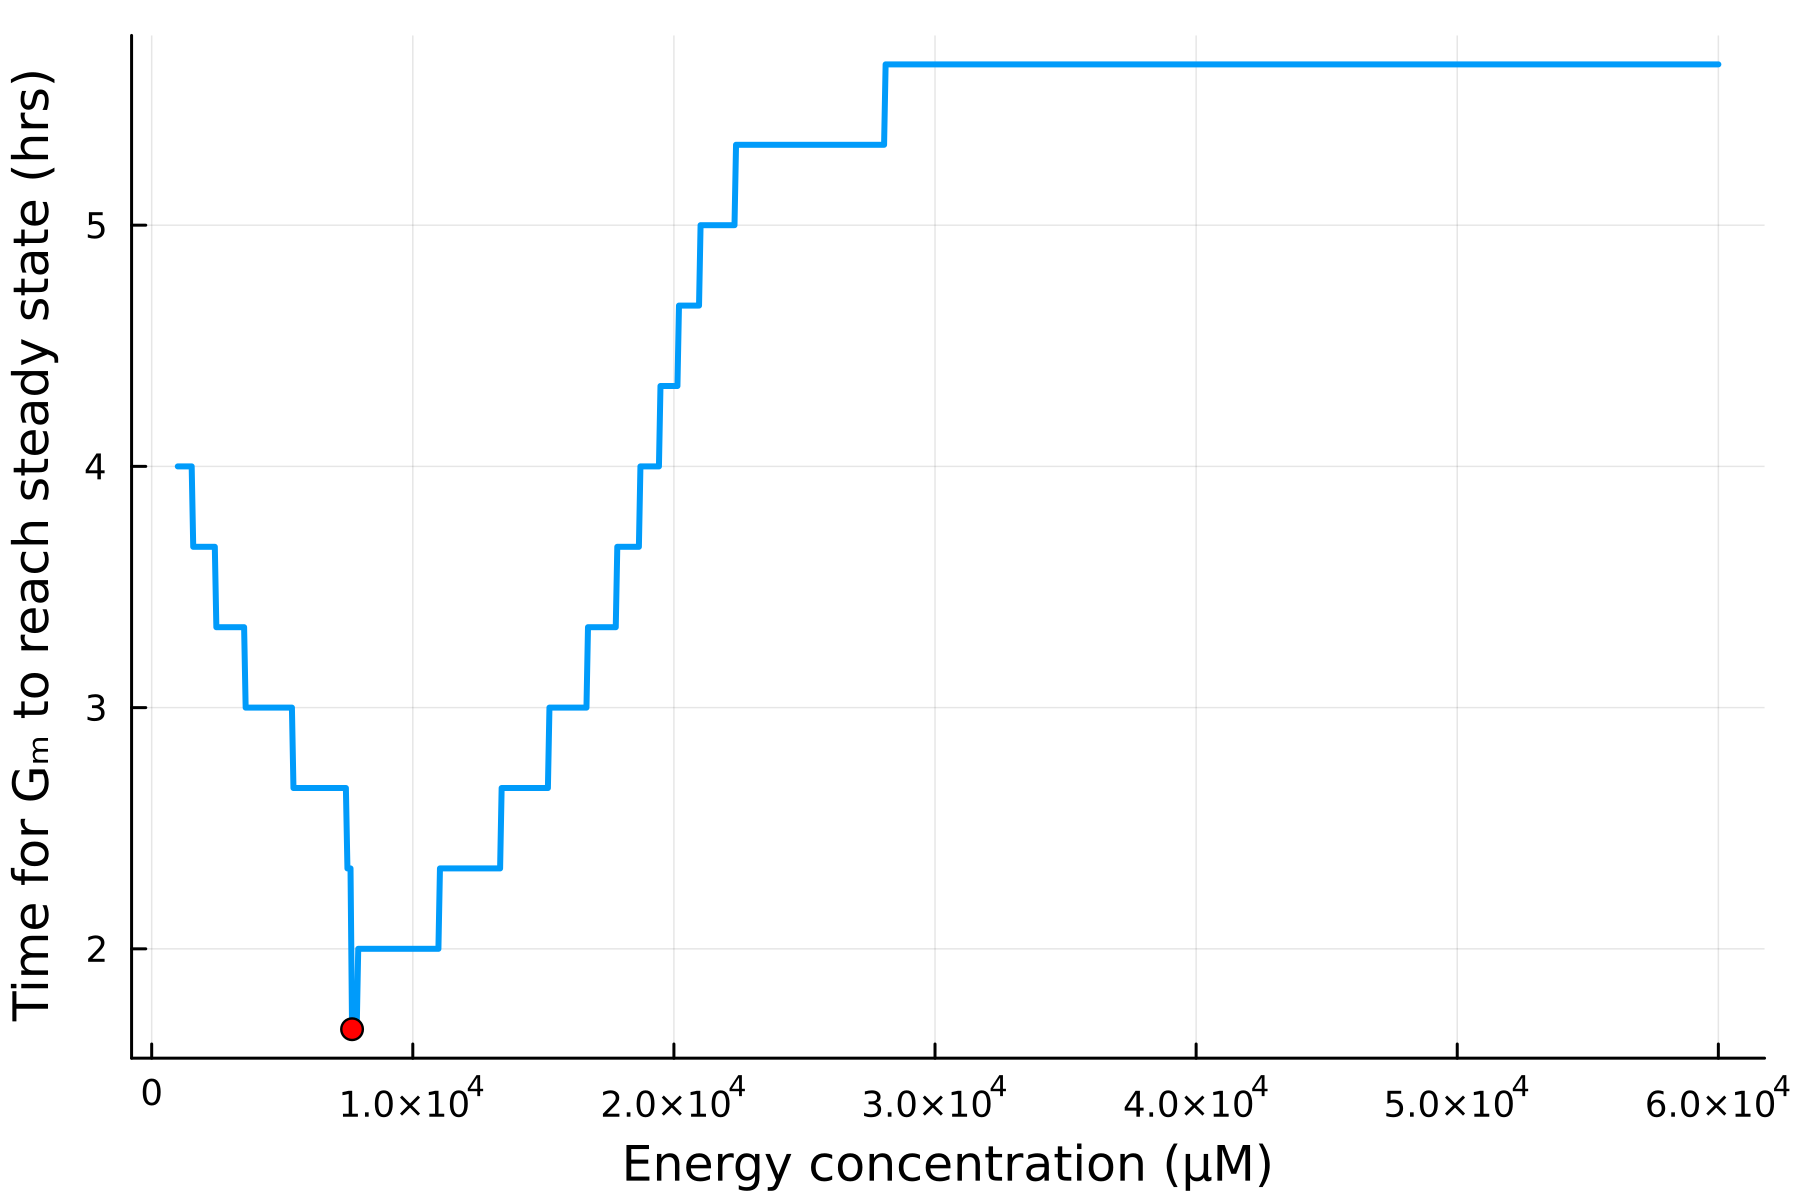 Time for Gₘ to reach steady state (hrs)
5
4
3
2
0 1.0×10⁴ 2.0×10⁴ 3.0×10⁴ 4.0×10⁴ 5.0×10⁴ 6.0×10⁴
Energy concentration (μM)